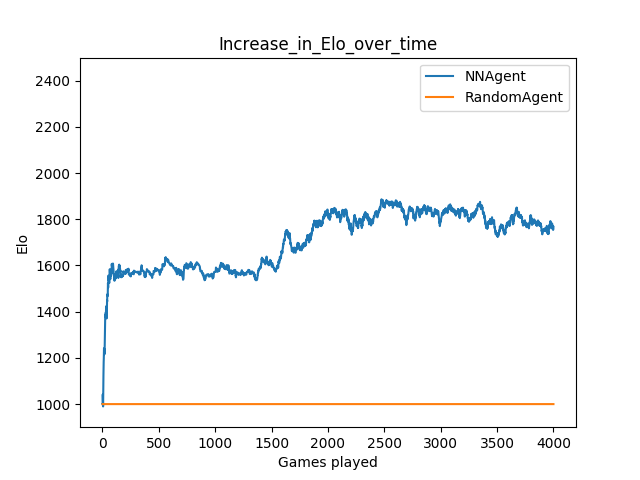 Increase_in_Elo_over_time
NNAgent
RandomAgent
2400
2200
2000
1800
1600
1400
1200
1000
Elo
0 500 1000 1500 2000 2500 3000 3500 4000
Games played